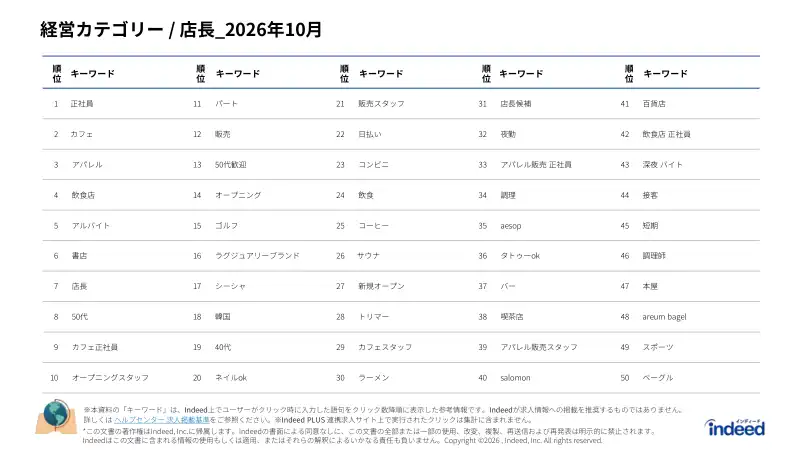 経営カテゴリー / 店長_2026年10月
順位 キーワード 順位 キーワード 順位 キーワード 順位 キーワード 順位 キーワード
1 正社員 11 パート 21 販売スタッフ 31 店長候補 41 百貨店
2 カフェ 12 販売 22 日払い 32 夜勤 42 飲食店 正社員
3 アパレル 13 50代歓迎 23 コンビニ 33 アパレル販売 正社員 43 深夜 バイト
4 飲食店 14 オープニング 24 飲食 34 調理 44 接客
5 アルバイト 15 ゴルフ 25 コーヒー 35 aesop 45 短期
6 書店 16 ラグジュアリーブランド 26 サウナ 36 タトゥーok 46 調理師
7 店長 17 シーシャ 27 新規オープン 37 バー 47 本屋
8 50代 18 韓国 28 トリマー 38 喫茶店 48 areum bagel
9 カフェ正社員 19 40代 29 カフェスタッフ 39 アパレル販売スタッフ 49 スポーツ
10 オープニングスタッフ 20 ネイルok 30 ラーメン 40 salomon 50 ベーグル
※本資料の「キーワード」は、Indeed上でユーザーがクリック時に入力した語句をクリック数降順に表示した参考情報です。Indeedが求人情報への掲載を推奨するものではありません。
詳しくは ヘルプセンター 求人掲載基準をご参照ください。※Indeed PLUS 連携求人サイト上で実行されたクリックは集計に含まれません。
*この文書の著作権はIndeed, Inc.に帰属します。Indeedの書面による同意なしに、この文書の全部または一部の使用、改変、複製、再送信および再発表は明示的に禁止されます。
Indeedはこの文書に含まれる情報の使用もしくは適用、またはそれらの解釈によるいかなる責任も負いません。Copyright ©2026 , Indeed, Inc. All rights reserved.
インディード
indeed